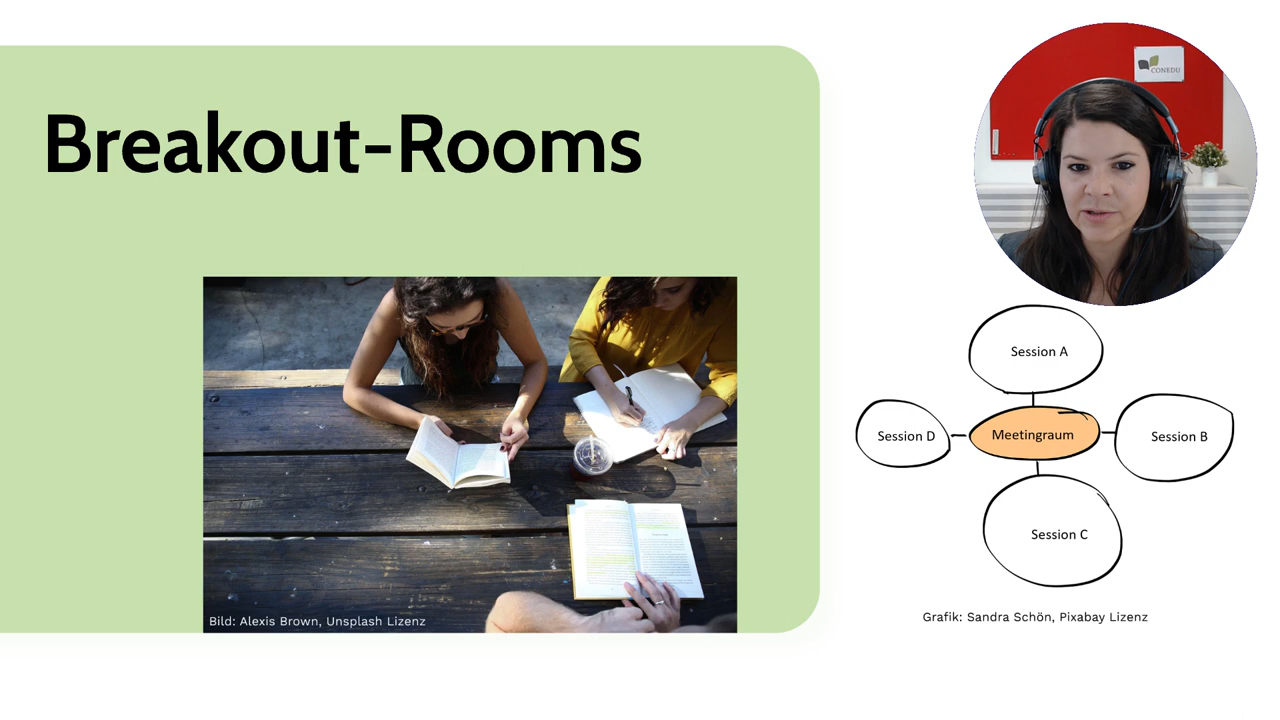 Breakout-Rooms
CONEDU
Bild: Alexis Brown, Unsplash Lizenz
Session A
Session D
Meetingraum
Session B
Session C
Grafik: Sandra Schön, Pixabay Lizenz